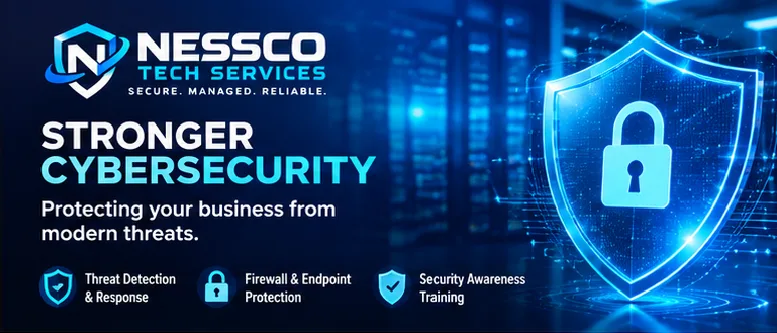 N
NESSCO
TECH SERVICES
SECURE. MANAGED. RELIABLE.
STRONGER
CYBERSECURITY
Protecting your business from
modern threats.
Threat Detection
& Response
Firewall & Endpoint
Protection
Security Awareness
Training